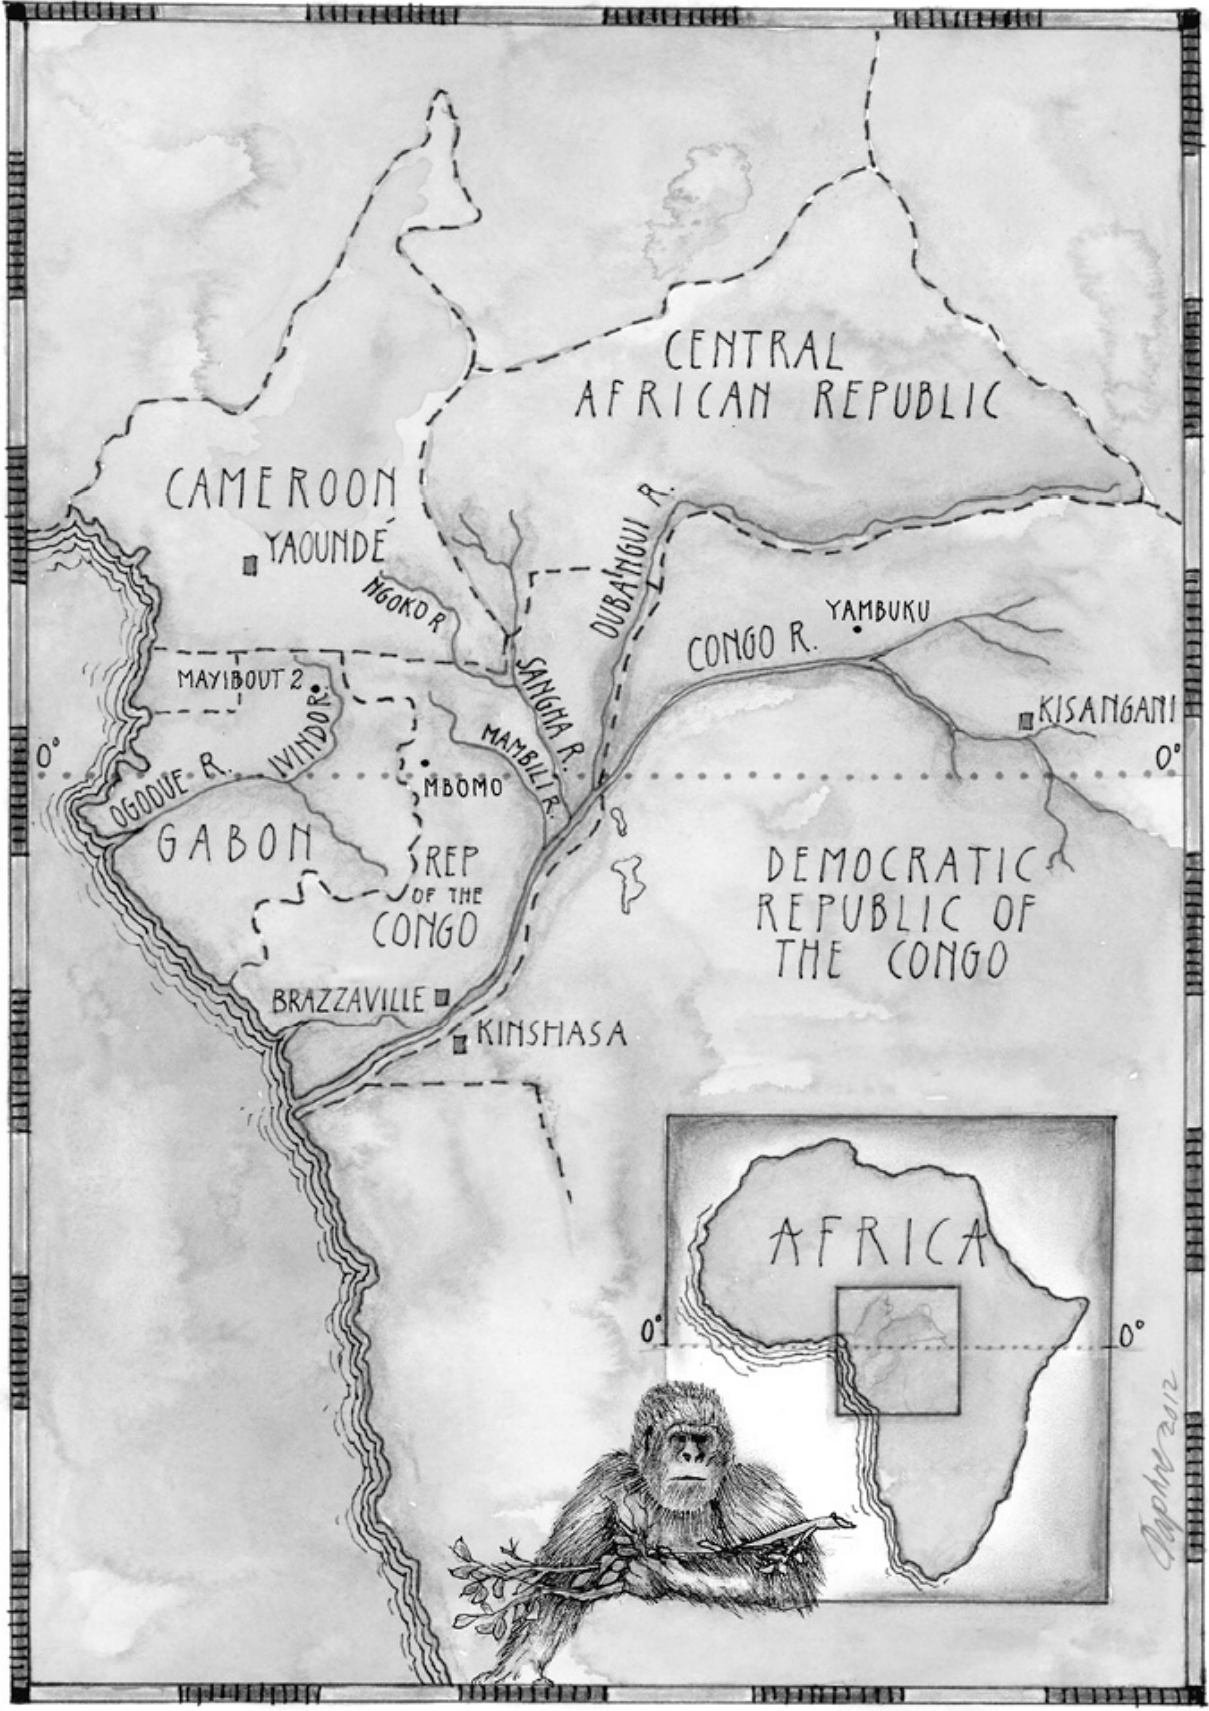 CENTRAL
AFRICAN REPUBLIC
CAMEROON
YAOUNDÉ
OUBANGUI R.
NGOKO R
YAMBUKU
CONGO R.
MAYIBOUT 2
SANGHA R.
KISANGANI
IVINDO R.
MAMBILI R.
0°
0°
OGODUE R.
MBOMO
GABON
REP
OF THE
CONGO
DEMOCRATIC
REPUBLIC OF
THE CONGO
BRAZZAVILLE
KINSHASA
AFRICA
0°
0°
Daphne 2012